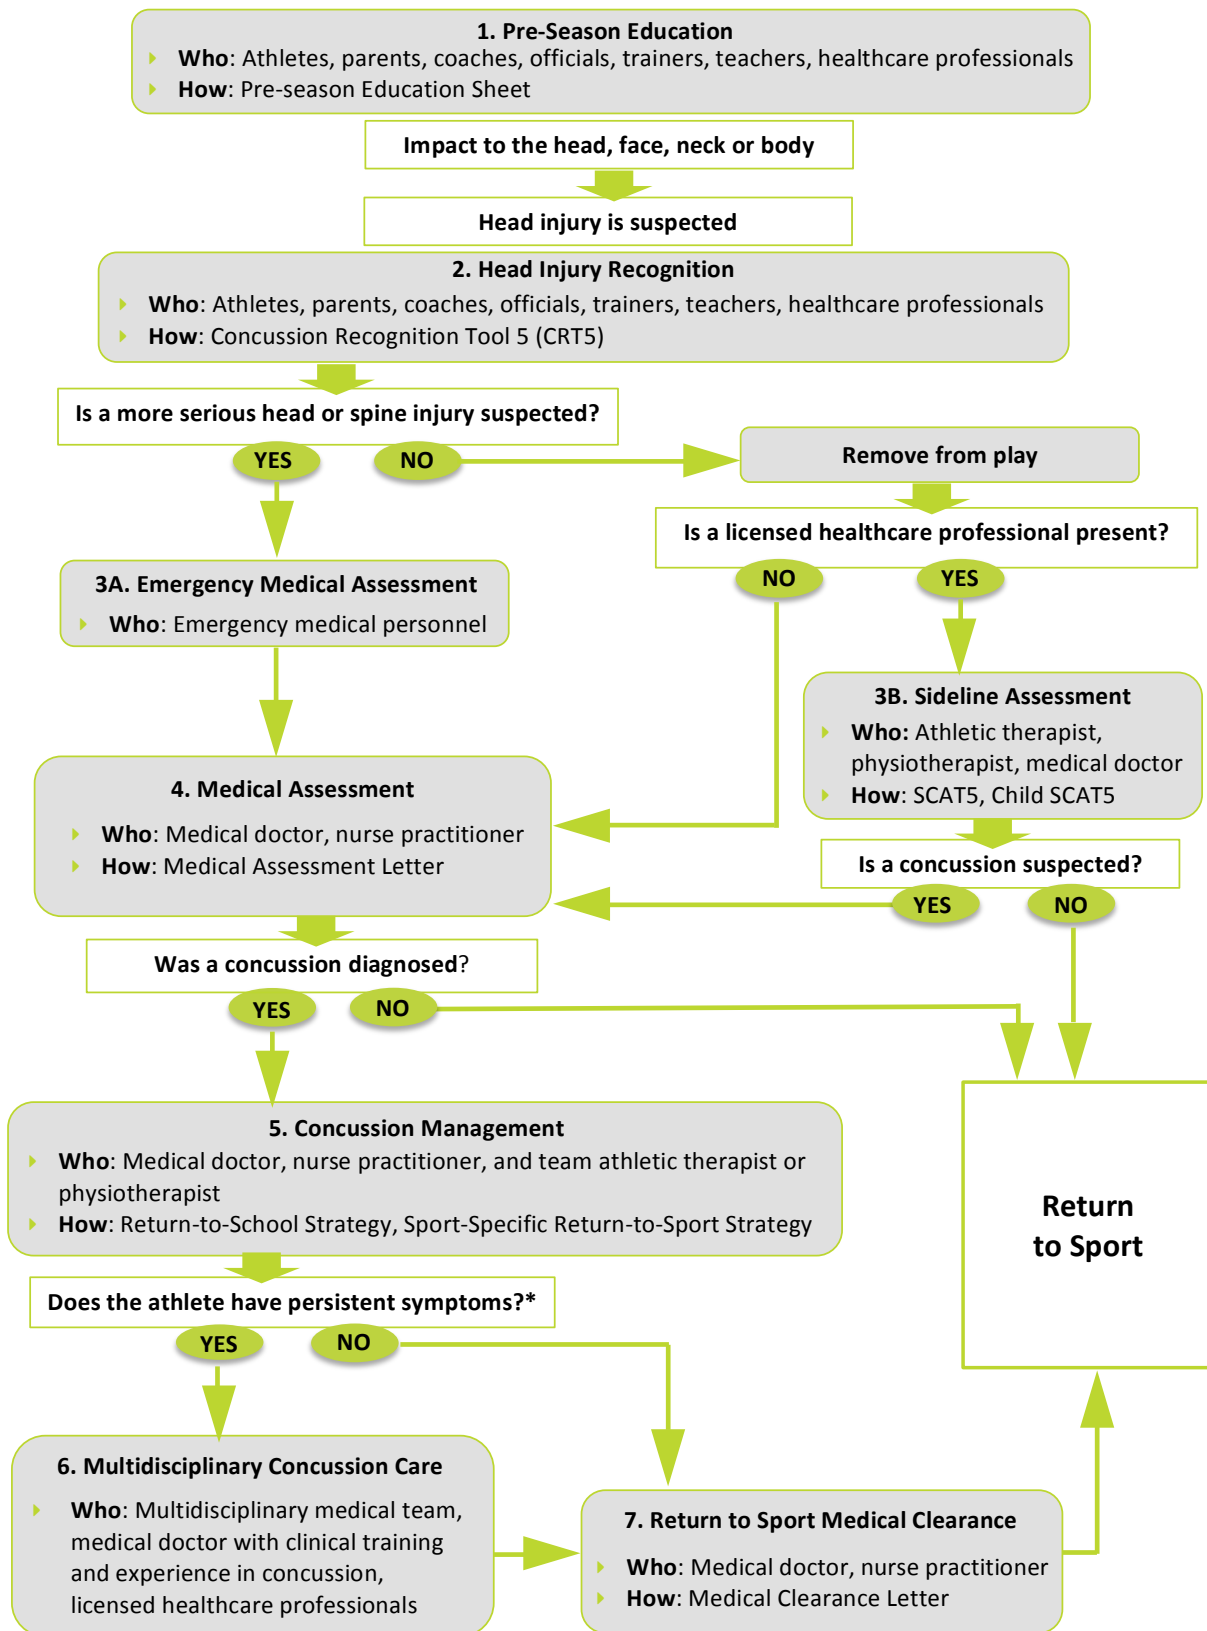 1. Pre-Season Education
Who: Athletes, parents, coaches, officials, trainers, teachers, healthcare professionals
How: Pre-season Education Sheet
Impact to the head, face, neck or body
Head injury is suspected
2. Head Injury Recognition
Who: Athletes, parents, coaches, officials, trainers, teachers, healthcare professionals
How: Concussion Recognition Tool 5 (CRT5)
Is a more serious head or spine injury suspected?
YES
NO
Remove from play
Is a licensed healthcare professional present?
NO
YES
3A. Emergency Medical Assessment
Who: Emergency medical personnel
3B. Sideline Assessment
Who: Athletic therapist,
physiotherapist, medical doctor
How: SCAT5, Child SCAT5
4. Medical Assessment
Who: Medical doctor, nurse practitioner
How: Medical Assessment Letter
Is a concussion suspected?
YES
NO
Was a concussion diagnosed?
YES
NO
5. Concussion Management
Who: Medical doctor, nurse practitioner, and team athletic therapist or
physiotherapist
How: Return-to-School Strategy, Sport-Specific Return-to-Sport Strategy
Return
to Sport
Does the athlete have persistent symptoms?*
YES
NO
6. Multidisciplinary Concussion Care
Who: Multidisciplinary medical team,
medical doctor with clinical training
and experience in concussion,
licensed healthcare professionals
7. Return to Sport Medical Clearance
Who: Medical doctor, nurse practitioner
How: Medical Clearance Letter